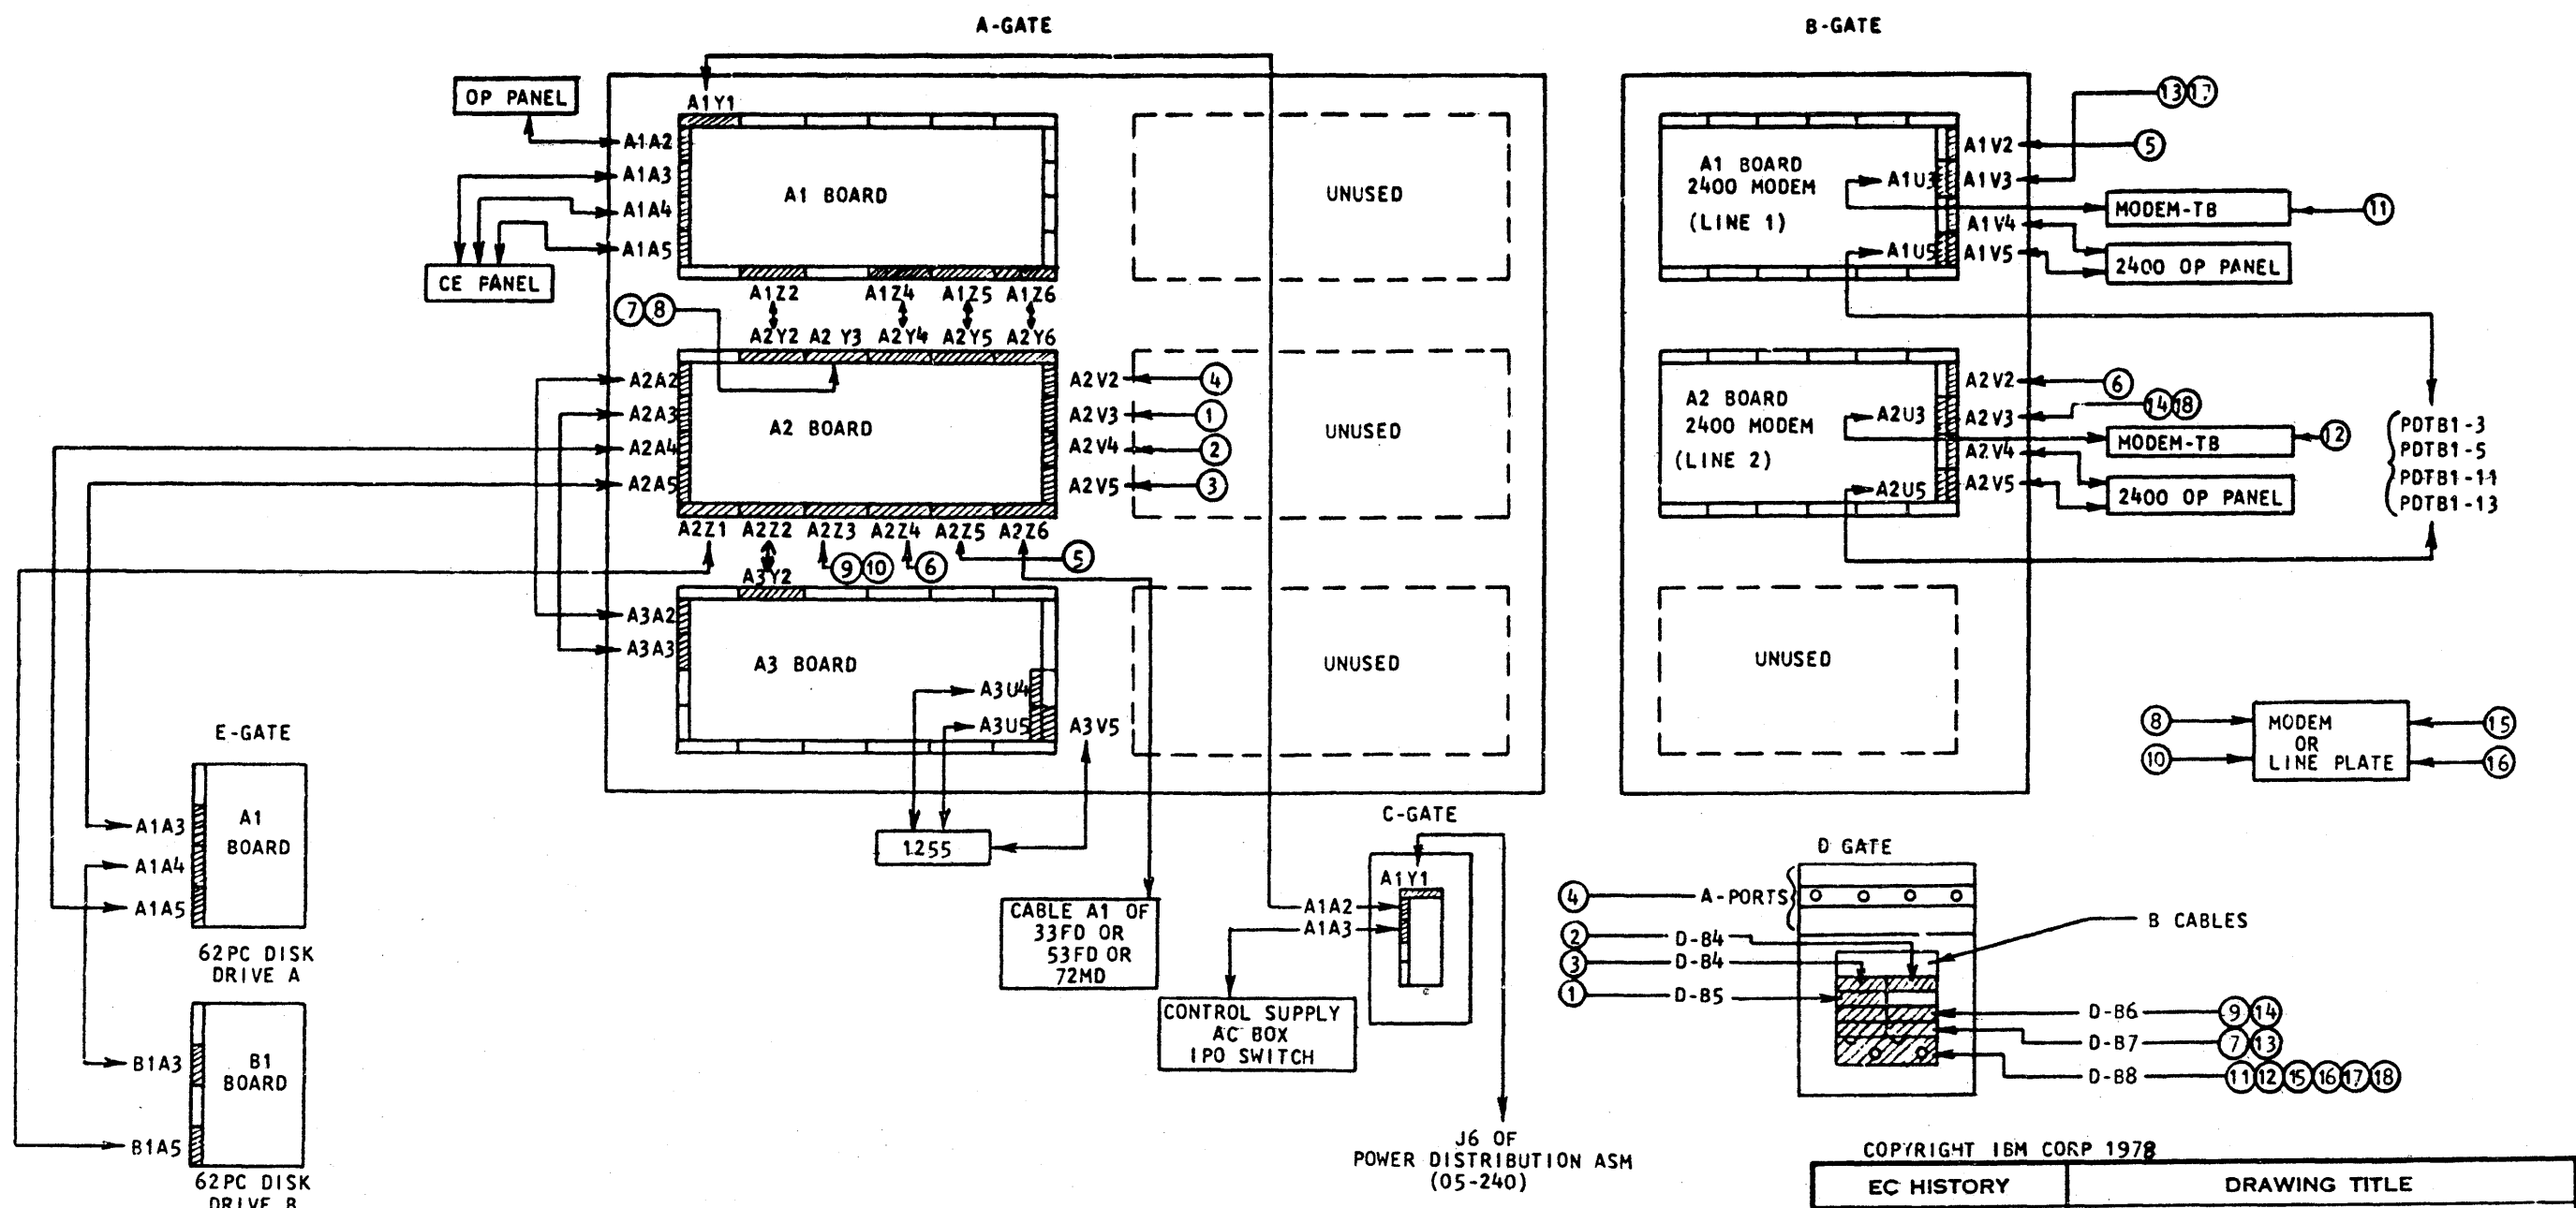 A-GATE
B-GATE
OP PANEL
A1Y1
A1A2
A1A3
A1A4
A1A5
CE PANEL
A1 BOARD
UNUSED
A1Z2 A1Z4 A1Z5 A1Z6
7 8
A2Y2 A2Y3 A2Y4 A2Y5 A2Y6
A2A2
A2A3
A2A4
A2A5
A2 BOARD
A2V2 4
A2V3 1
A2V4 2
A2V5 3
UNUSED
A2Z1 A2Z2 A2Z3 A2Z4 A2Z5 A2Z6
A3Y2 9 10 6 5
A3A2
A3A3
A3 BOARD
UNUSED
A3U4
A3U5
A3V5
1255
CABLE A1 OF
33FD OR
53FD OR
72MD
E-GATE
A1
BOARD
A1A3
A1A4
A1A5
62PC DISK
DRIVE A
B1
BOARD
B1A3
B1A5
62PC DISK
DRIVE B
C-GATE
A1Y1
A1A2
A1A3
CONTROL SUPPLY
AC BOX
IPO SWITCH
J6 OF
POWER DISTRIBUTION ASM
(05-240)
A1 BOARD
2400 MODEM
(LINE 1)
A1U3
A1U5
A1V2 5
A1V3 13 17
A1V4
A1V5
MODEM-TB 11
2400 OP PANEL
A2 BOARD
2400 MODEM
(LINE 2)
A2U3
A2U5
A2V2 6
A2V3 14 18
A2V4
A2V5
MODEM-TB 12
2400 OP PANEL
PDTB1-3
PDTB1-5
PDTB1-11
PDTB1-13
UNUSED
8 MODEM 15
OR
10 LINE PLATE 16
D GATE
4 A-PORTS
B CABLES
2 D-B4
3 D-B4
1 D-B5
D-B6 9 14
D-B7 7 13
D-B8 11 12 15 16 17 18
COPYRIGHT IBM CORP 1978
EC HISTORY DRAWING TITLE